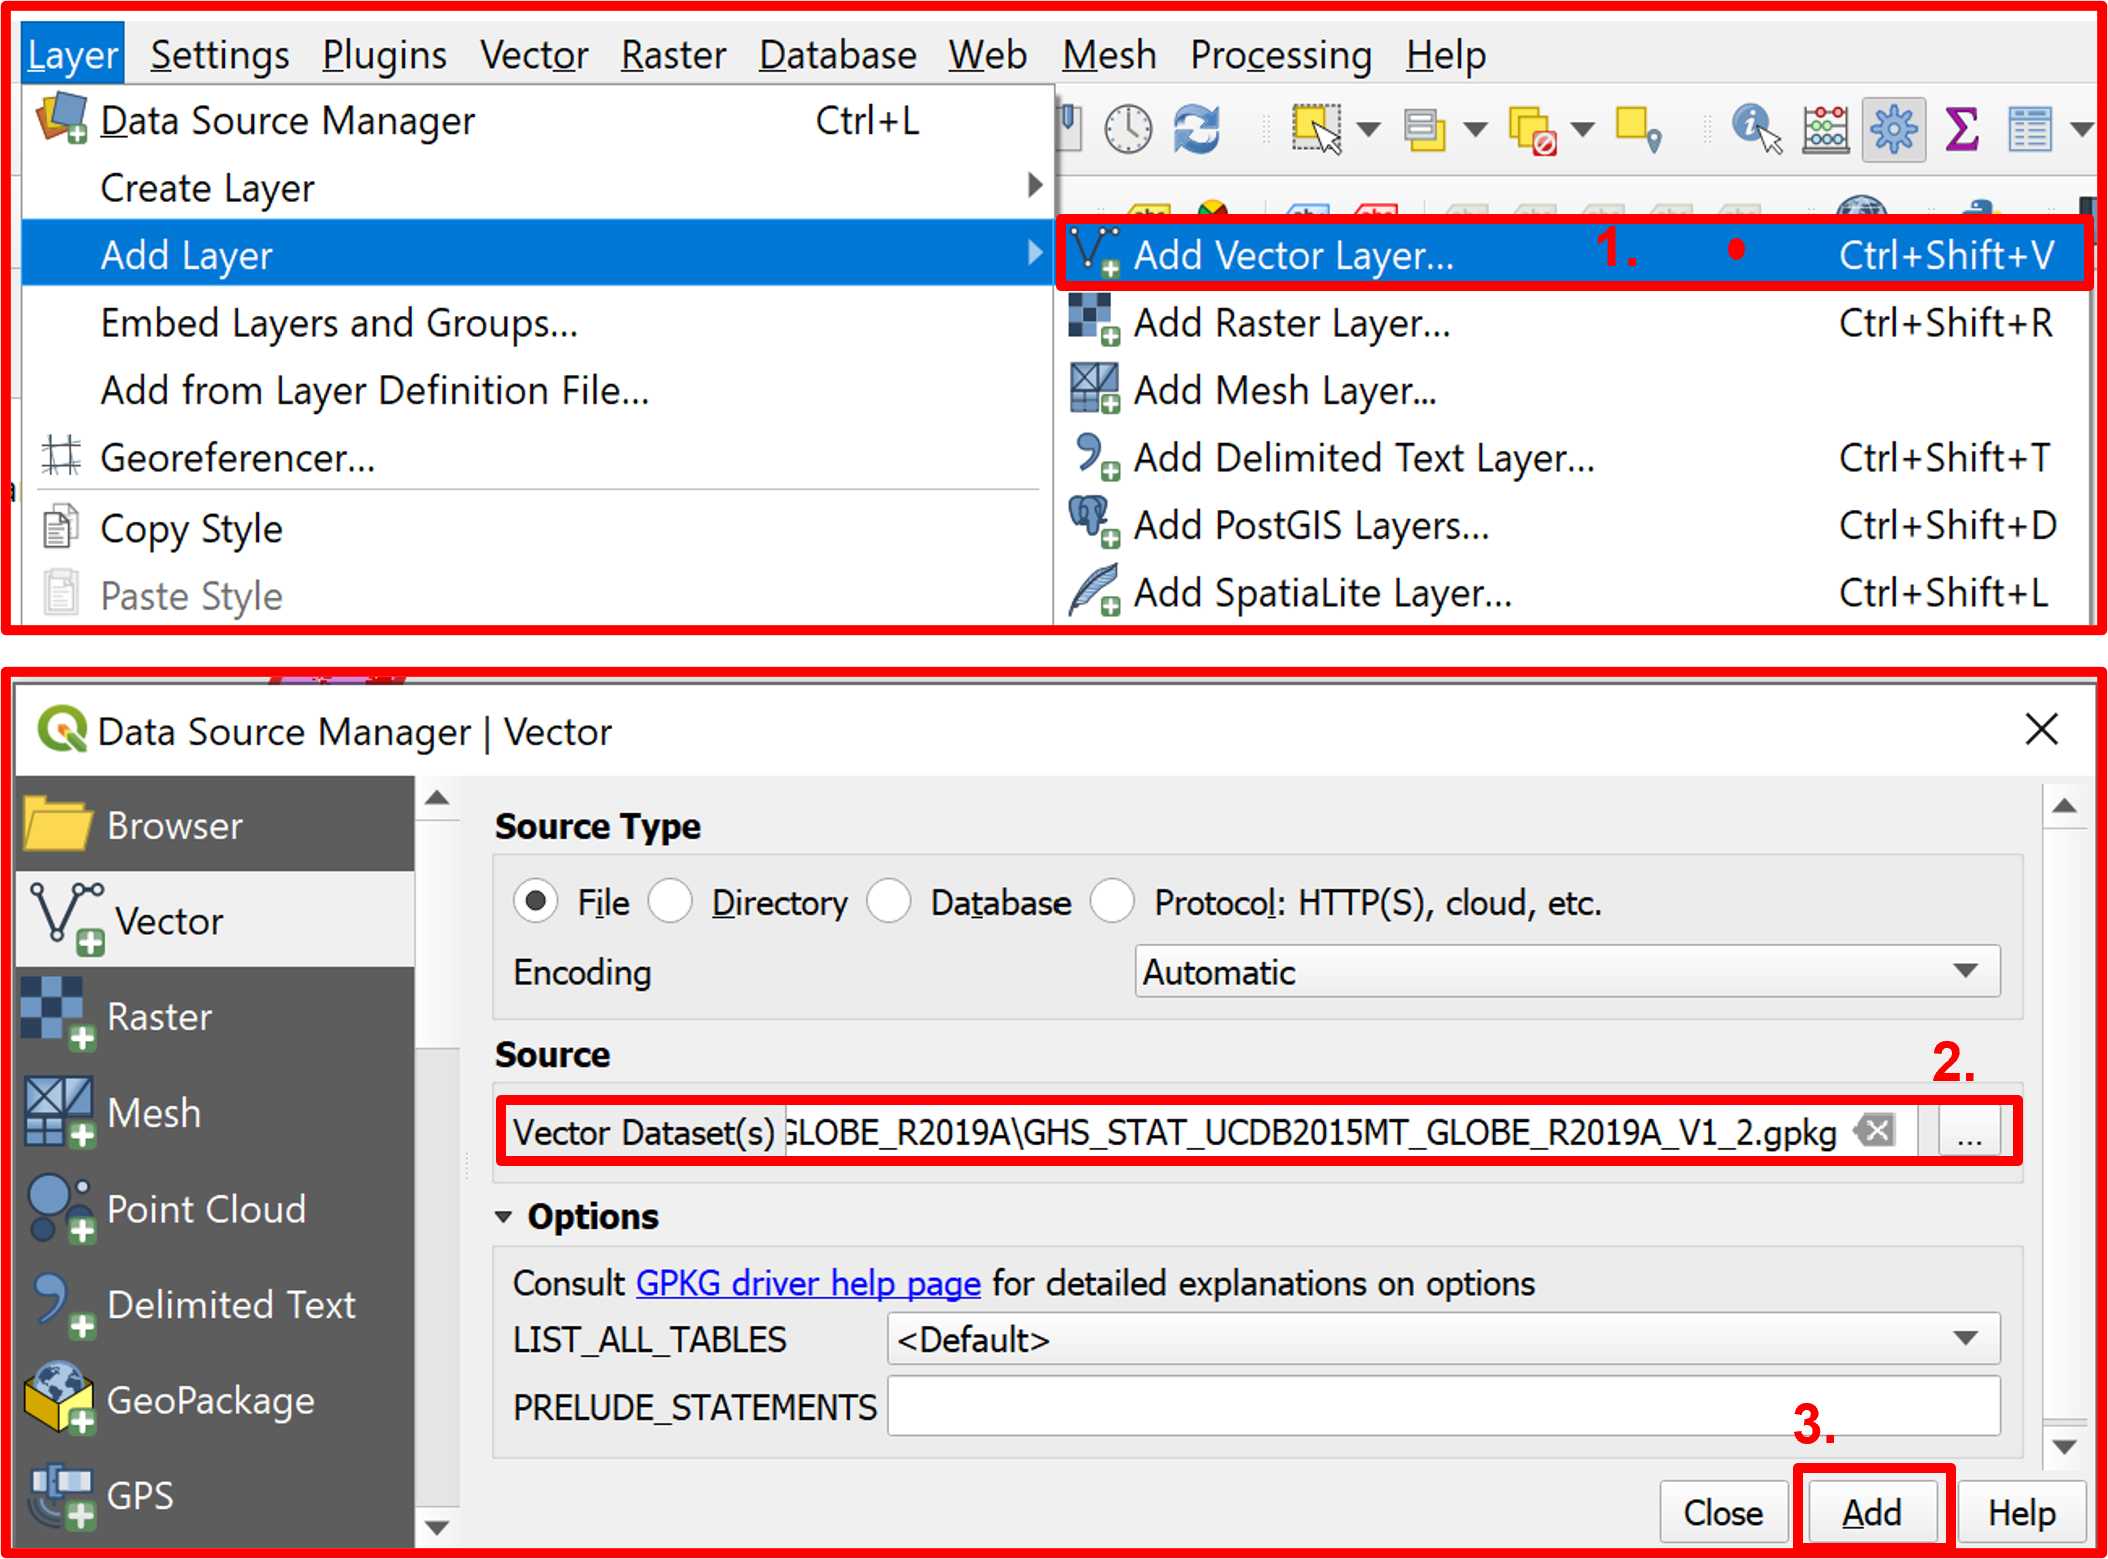 Layer Settings Plugins Vector Raster Database Web Mesh Processing Help
Data Source Manager Ctrl+L
Create Layer
Add Layer
Embed Layers and Groups...
Add from Layer Definition File...
Georeferencer...
Copy Style
Paste Style
Add Vector Layer... 1. Ctrl+Shift+V
Add Raster Layer... Ctrl+Shift+R
Add Mesh Layer...
Add Delimited Text Layer... Ctrl+Shift+T
Add PostGIS Layers... Ctrl+Shift+D
Add SpatiaLite Layer... Ctrl+Shift+L
Data Source Manager | Vector
Browser
Vector
Raster
Mesh
Point Cloud
Delimited Text
GeoPackage
GPS
Source Type
File Directory Database Protocol: HTTP(S), cloud, etc.
Encoding Automatic
Source
2.
Vector Dataset(s) GLOBE_R2019A\GHS_STAT_UCDB2015MT_GLOBE_R2019A_V1_2.gpkg ...
Options
Consult GPKG driver help page for detailed explanations on options
LIST_ALL_TABLES <Default>
PRELUDE_STATEMENTS
3.
Close Add Help